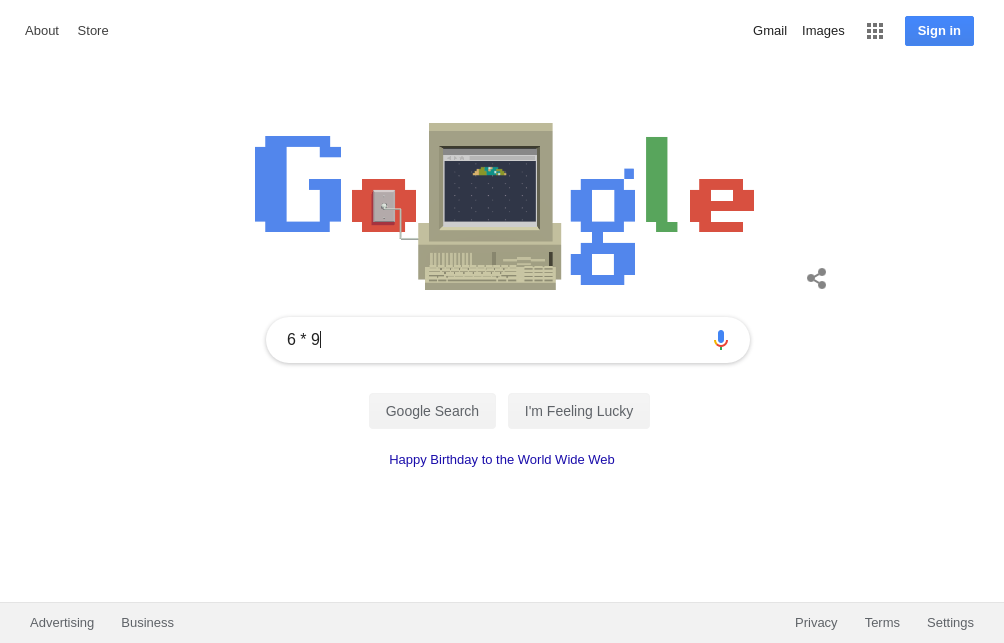 About Store Gmail Images Sign in
6 * 9
Google Search I'm Feeling Lucky
Happy Birthday to the World Wide Web
Advertising Business Privacy Terms Settings